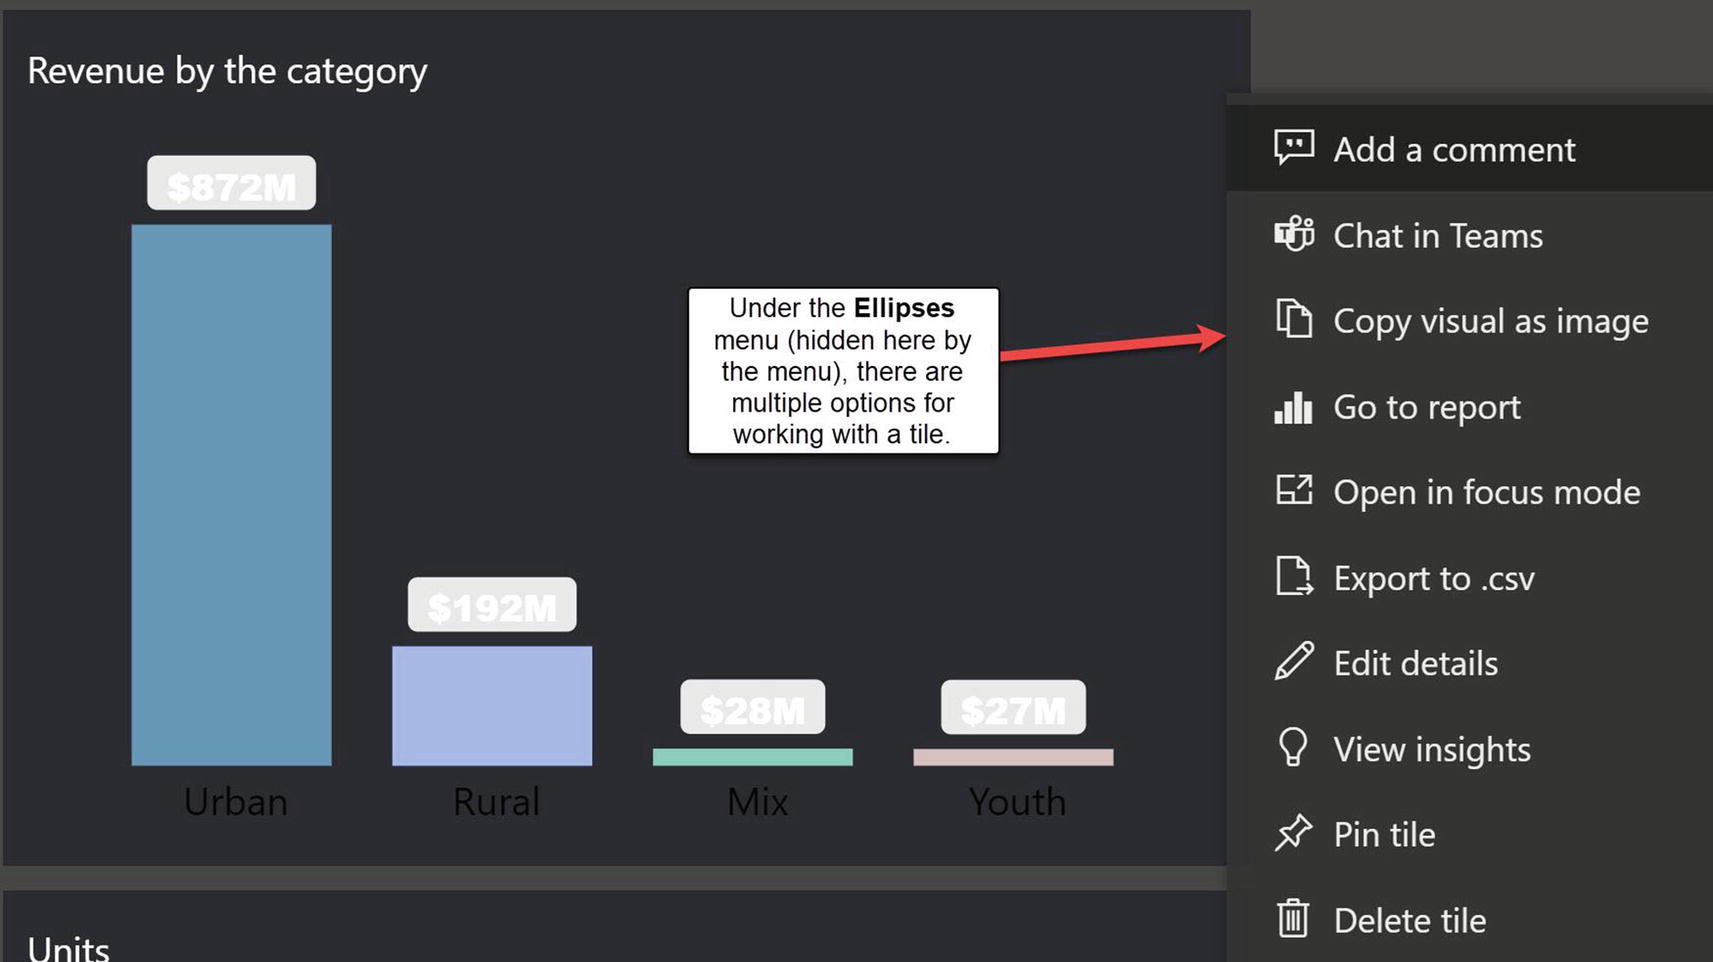 Revenue by the category
$872M
$192M
$28M
$27M
Urban
Rural
Mix
Youth
Under the Ellipses
menu (hidden here by
the menu), there are
multiple options for
working with a tile.
Add a comment
Chat in Teams
Copy visual as image
Go to report
Open in focus mode
Export to .csv
Edit details
View insights
Pin tile
Delete tile
Units